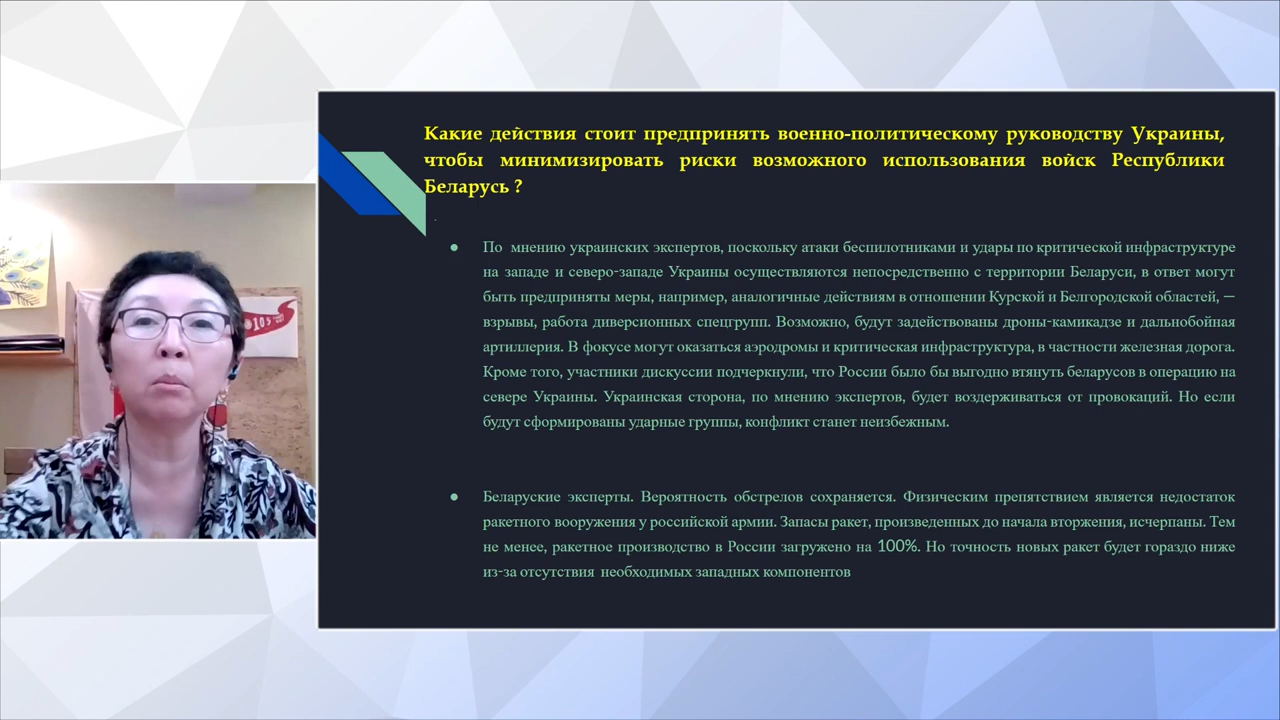 Какие действия стоит предпринять военно-политическому руководству Украины,
чтобы минимизировать риски возможного использования войск Республики
Беларусь ?
.
● По мнению украинских экспертов, поскольку атаки беспилотниками и удары по критической инфраструктуре
на западе и северо-западе Украины осуществляются непосредственно с территории Беларуси, в ответ могут
быть предприняты меры, например, аналогичные действиям в отношении Курской и Белгородской областей, —
взрывы, работа диверсионных спецгрупп. Возможно, будут задействованы дроны-камикадзе и дальнобойная
артиллерия. В фокусе могут оказаться аэродромы и критическая инфраструктура, в частности железная дорога.
Кроме того, участники дискуссии подчеркнули, что России было бы выгодно втянуть беларусов в операцию на
севере Украины. Украинская сторона, по мнению экспертов, будет воздерживаться от провокаций. Но если
будут сформированы ударные группы, конфликт станет неизбежным.
● Беларуские эксперты. Вероятность обстрелов сохраняется. Физическим препятствием является недостаток
ракетного вооружения у российской армии. Запасы ракет, произведенных до начала вторжения, исчерпаны. Тем
не менее, ракетное производство в России загружено на 100%. Но точность новых ракет будет гораздо ниже
из-за отсутствия необходимых западных компонентов